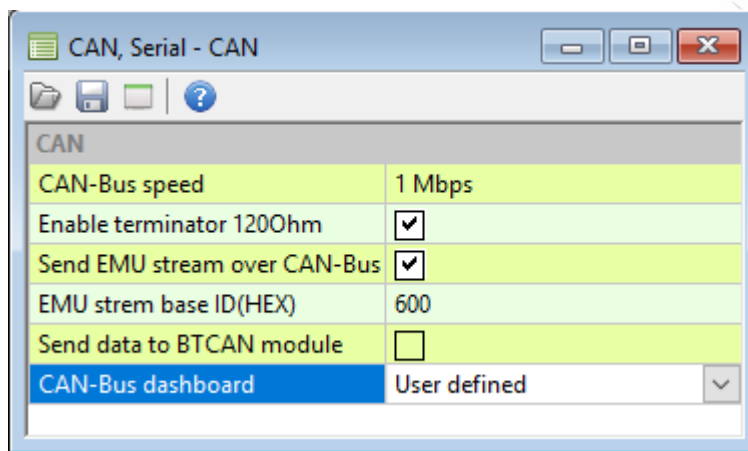 CAN, Serial - CAN
CAN
CAN-Bus speed 1 Mbps
Enable terminator 120Ohm
Send EMU stream over CAN-Bus
EMU strem base ID(HEX) 600
Send data to BTCAN module
CAN-Bus dashboard User defined